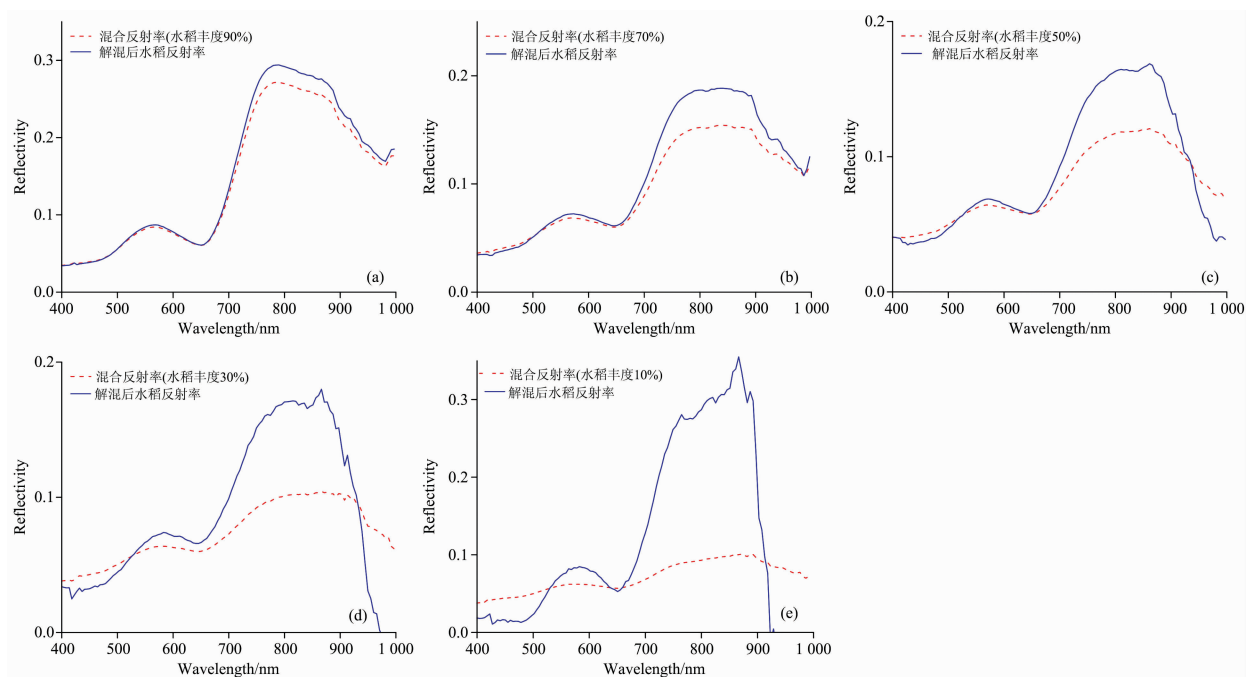 混合反射率(水稻丰度90%)
解混后水稻反射率
0.3
0.2
0.1
0.0
Reflectivity
400 500 600 700 800 900 1 000
Wavelength/nm
(a)
混合反射率(水稻丰度70%)
解混后水稻反射率
0.2
0.1
0.0
Reflectivity
400 500 600 700 800 900 1 000
Wavelength/nm
(b)
混合反射率(水稻丰度50%)
解混后水稻反射率
0.2
0.1
0.0
Reflectivity
400 500 600 700 800 900 1 000
Wavelength/nm
(c)
混合反射率(水稻丰度30%)
解混后水稻反射率
0.2
0.1
0.0
Reflectivity
400 500 600 700 800 900 1 000
Wavelength/nm
(d)
混合反射率(水稻丰度10%)
解混后水稻反射率
0.3
0.2
0.1
0.0
Reflectivity
400 500 600 700 800 900 1 000
Wavelength/nm
(e)